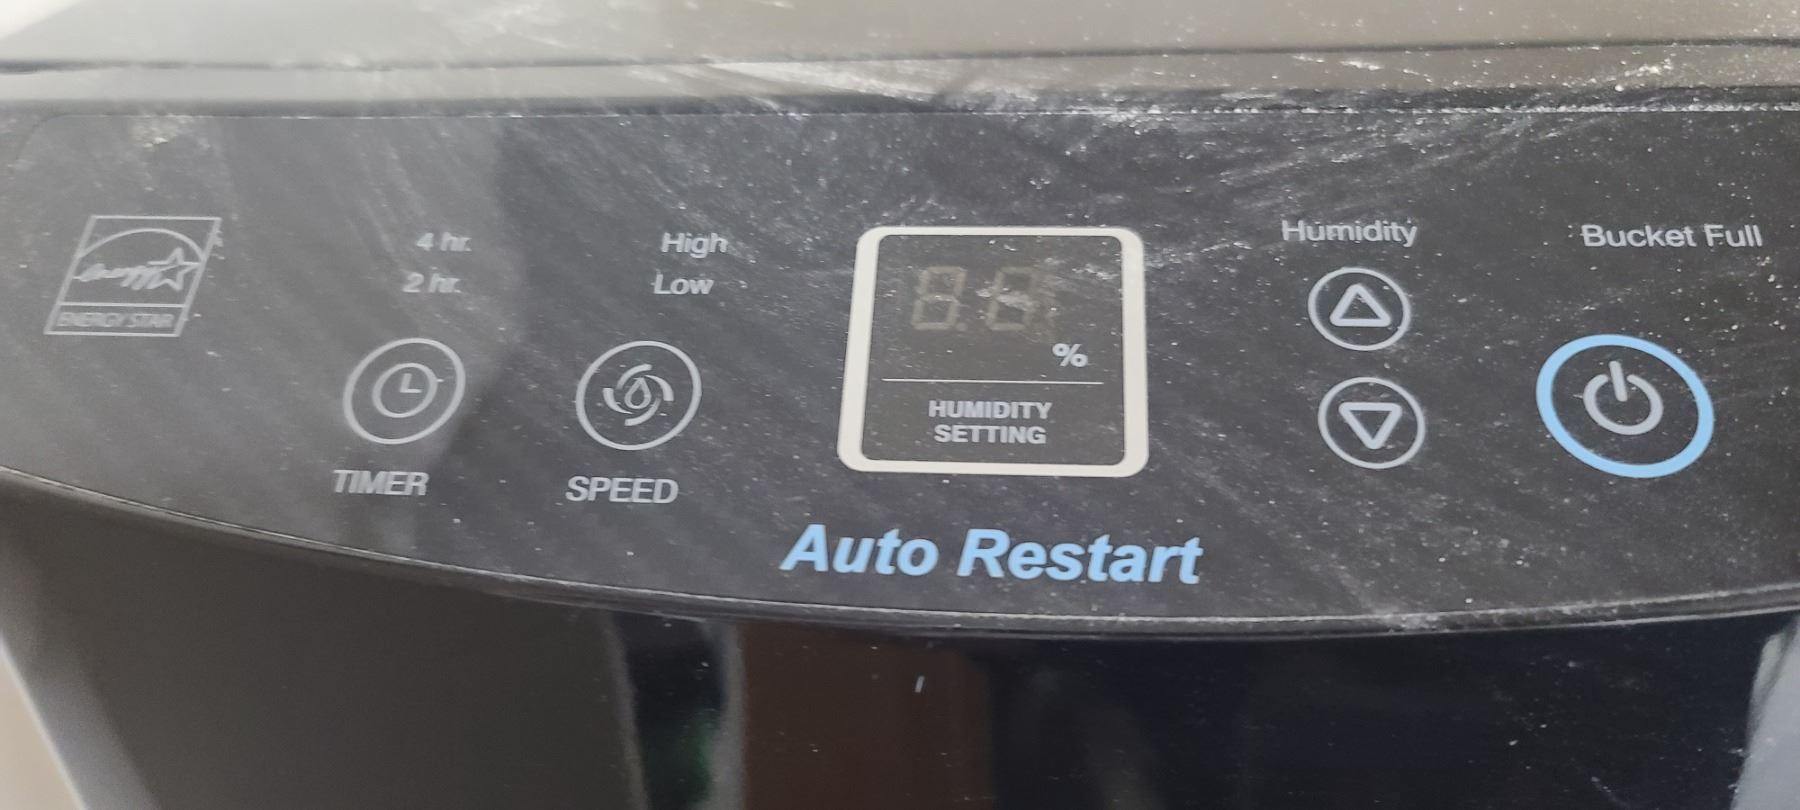 ENERGY STAR
4 hr.
2 hr.
TIMER
High
Low
SPEED
%
HUMIDITY
SETTING
Auto Restart
Humidity
Bucket Full